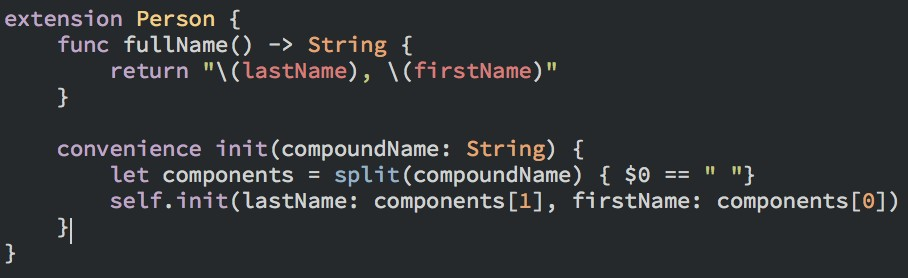 extension Person {
    func fullName() -> String {
        return "\(lastName), \(firstName)"
    }

    convenience init(compoundName: String) {
        let components = split(compoundName) { $0 == " "}
        self.init(lastName: components[1], firstName: components[0])
    }
}